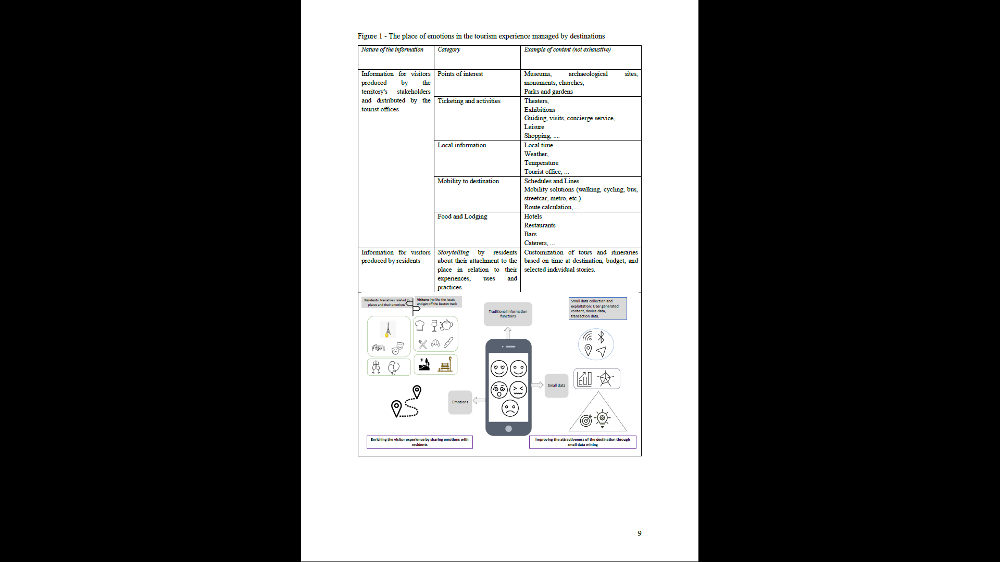 Figure 1 - The place of emotions in the tourism experience managed by destinations
Nature of the information
Category
Example of content (not exhaustive)
Information for visitors
produced by the
territory's stakeholders
and distributed by the
tourist offices
Points of interest
Museums, archaeological sites,
monuments, churches,
Parks and gardens
Ticketing and activities
Theaters,
Exhibitions
Guiding, visits, concierge service,
Leisure
Shopping, ....
Local information
Local time
Weather,
Temperature
Tourist office, ...
Mobility to destination
Schedules and Lines
Mobility solutions (walking, cycling, bus,
streetcar, metro, etc.)
Route calculation, ...
Food and Lodging
Hotels
Restaurants
Bars
Caterers, ...
Information for visitors
produced by residents
Storytelling by residents
about their attachment to the
place in relation to their
experiences, uses and
practices.
Customization of tours and itineraries
based on time at destination, budget, and
selected individual stories.
Residents: Narratives related to
places and their emotions
Visitors: live like the locals
and get off the beaten track
Traditional information
functions
Small data collection and
exploitation: User generated
content, device data,
transaction data.
Small data
Emotions
Enriching the visitor experience by sharing emotions with
residents
Improving the attractiveness of the destination through
small data mining
9